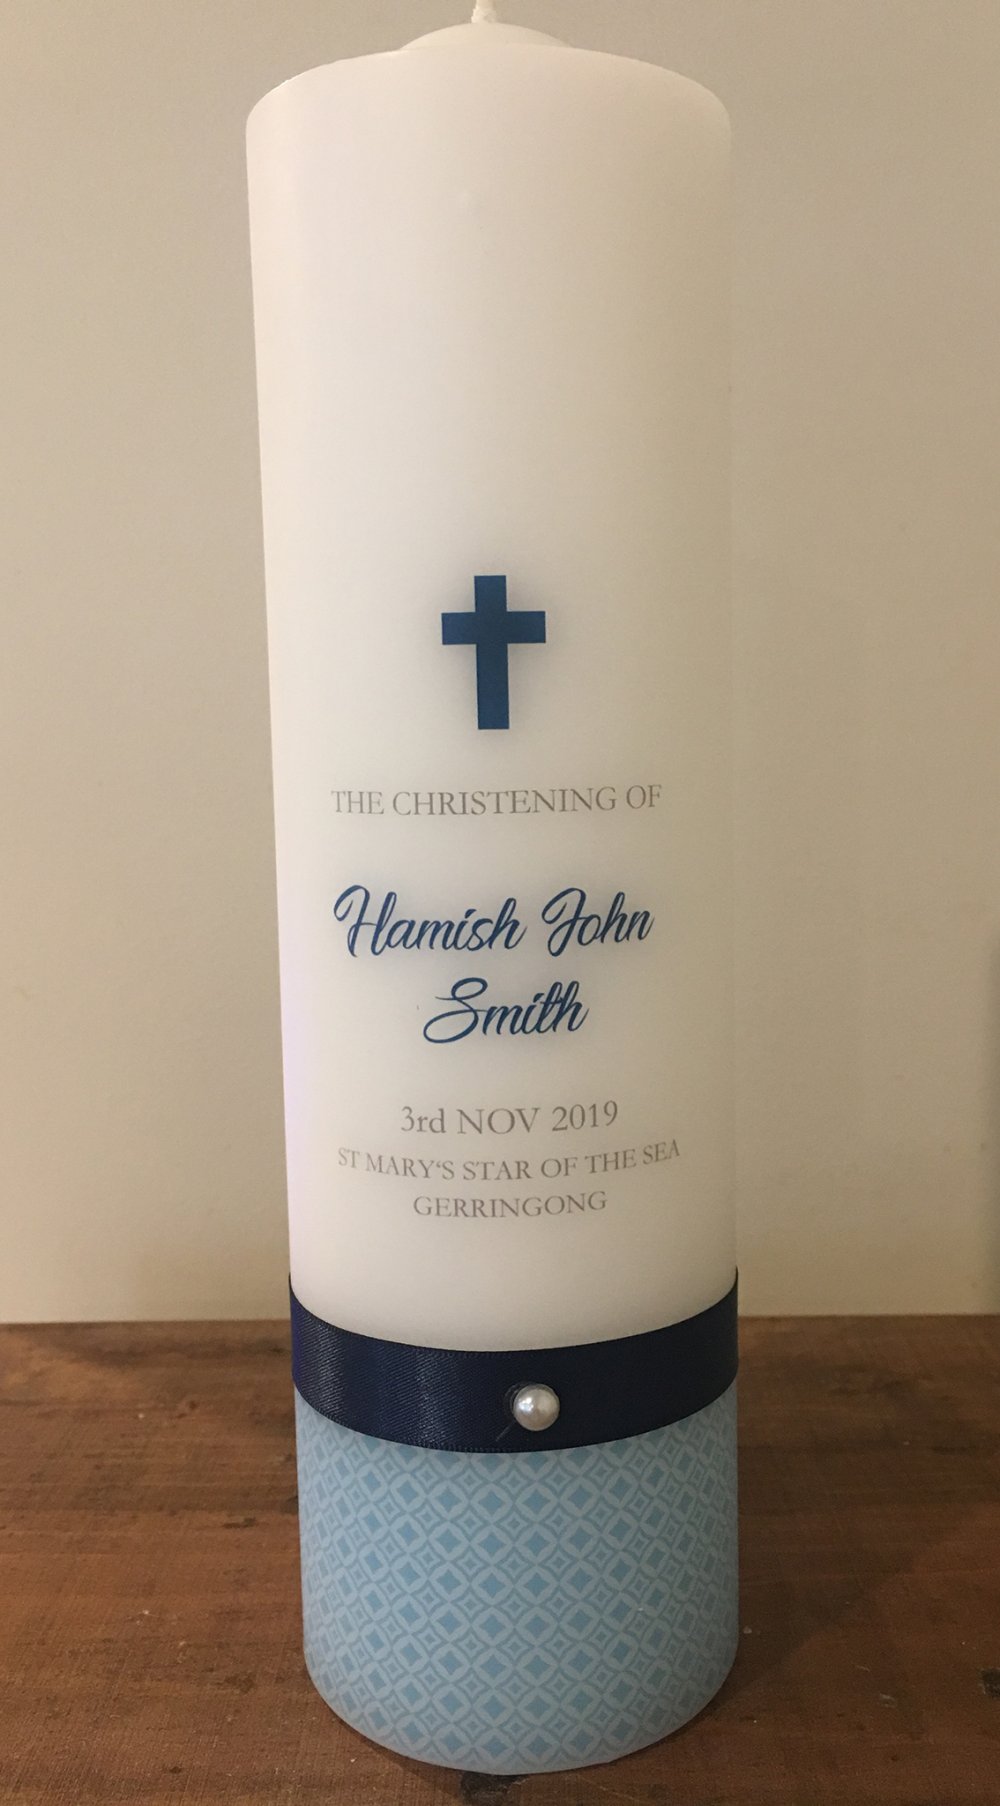 THE CHRISTENING OF
Hamish John
Smith
3rd NOV 2019
ST MARY‘S STAR OF THE SEA
GERRINGONG